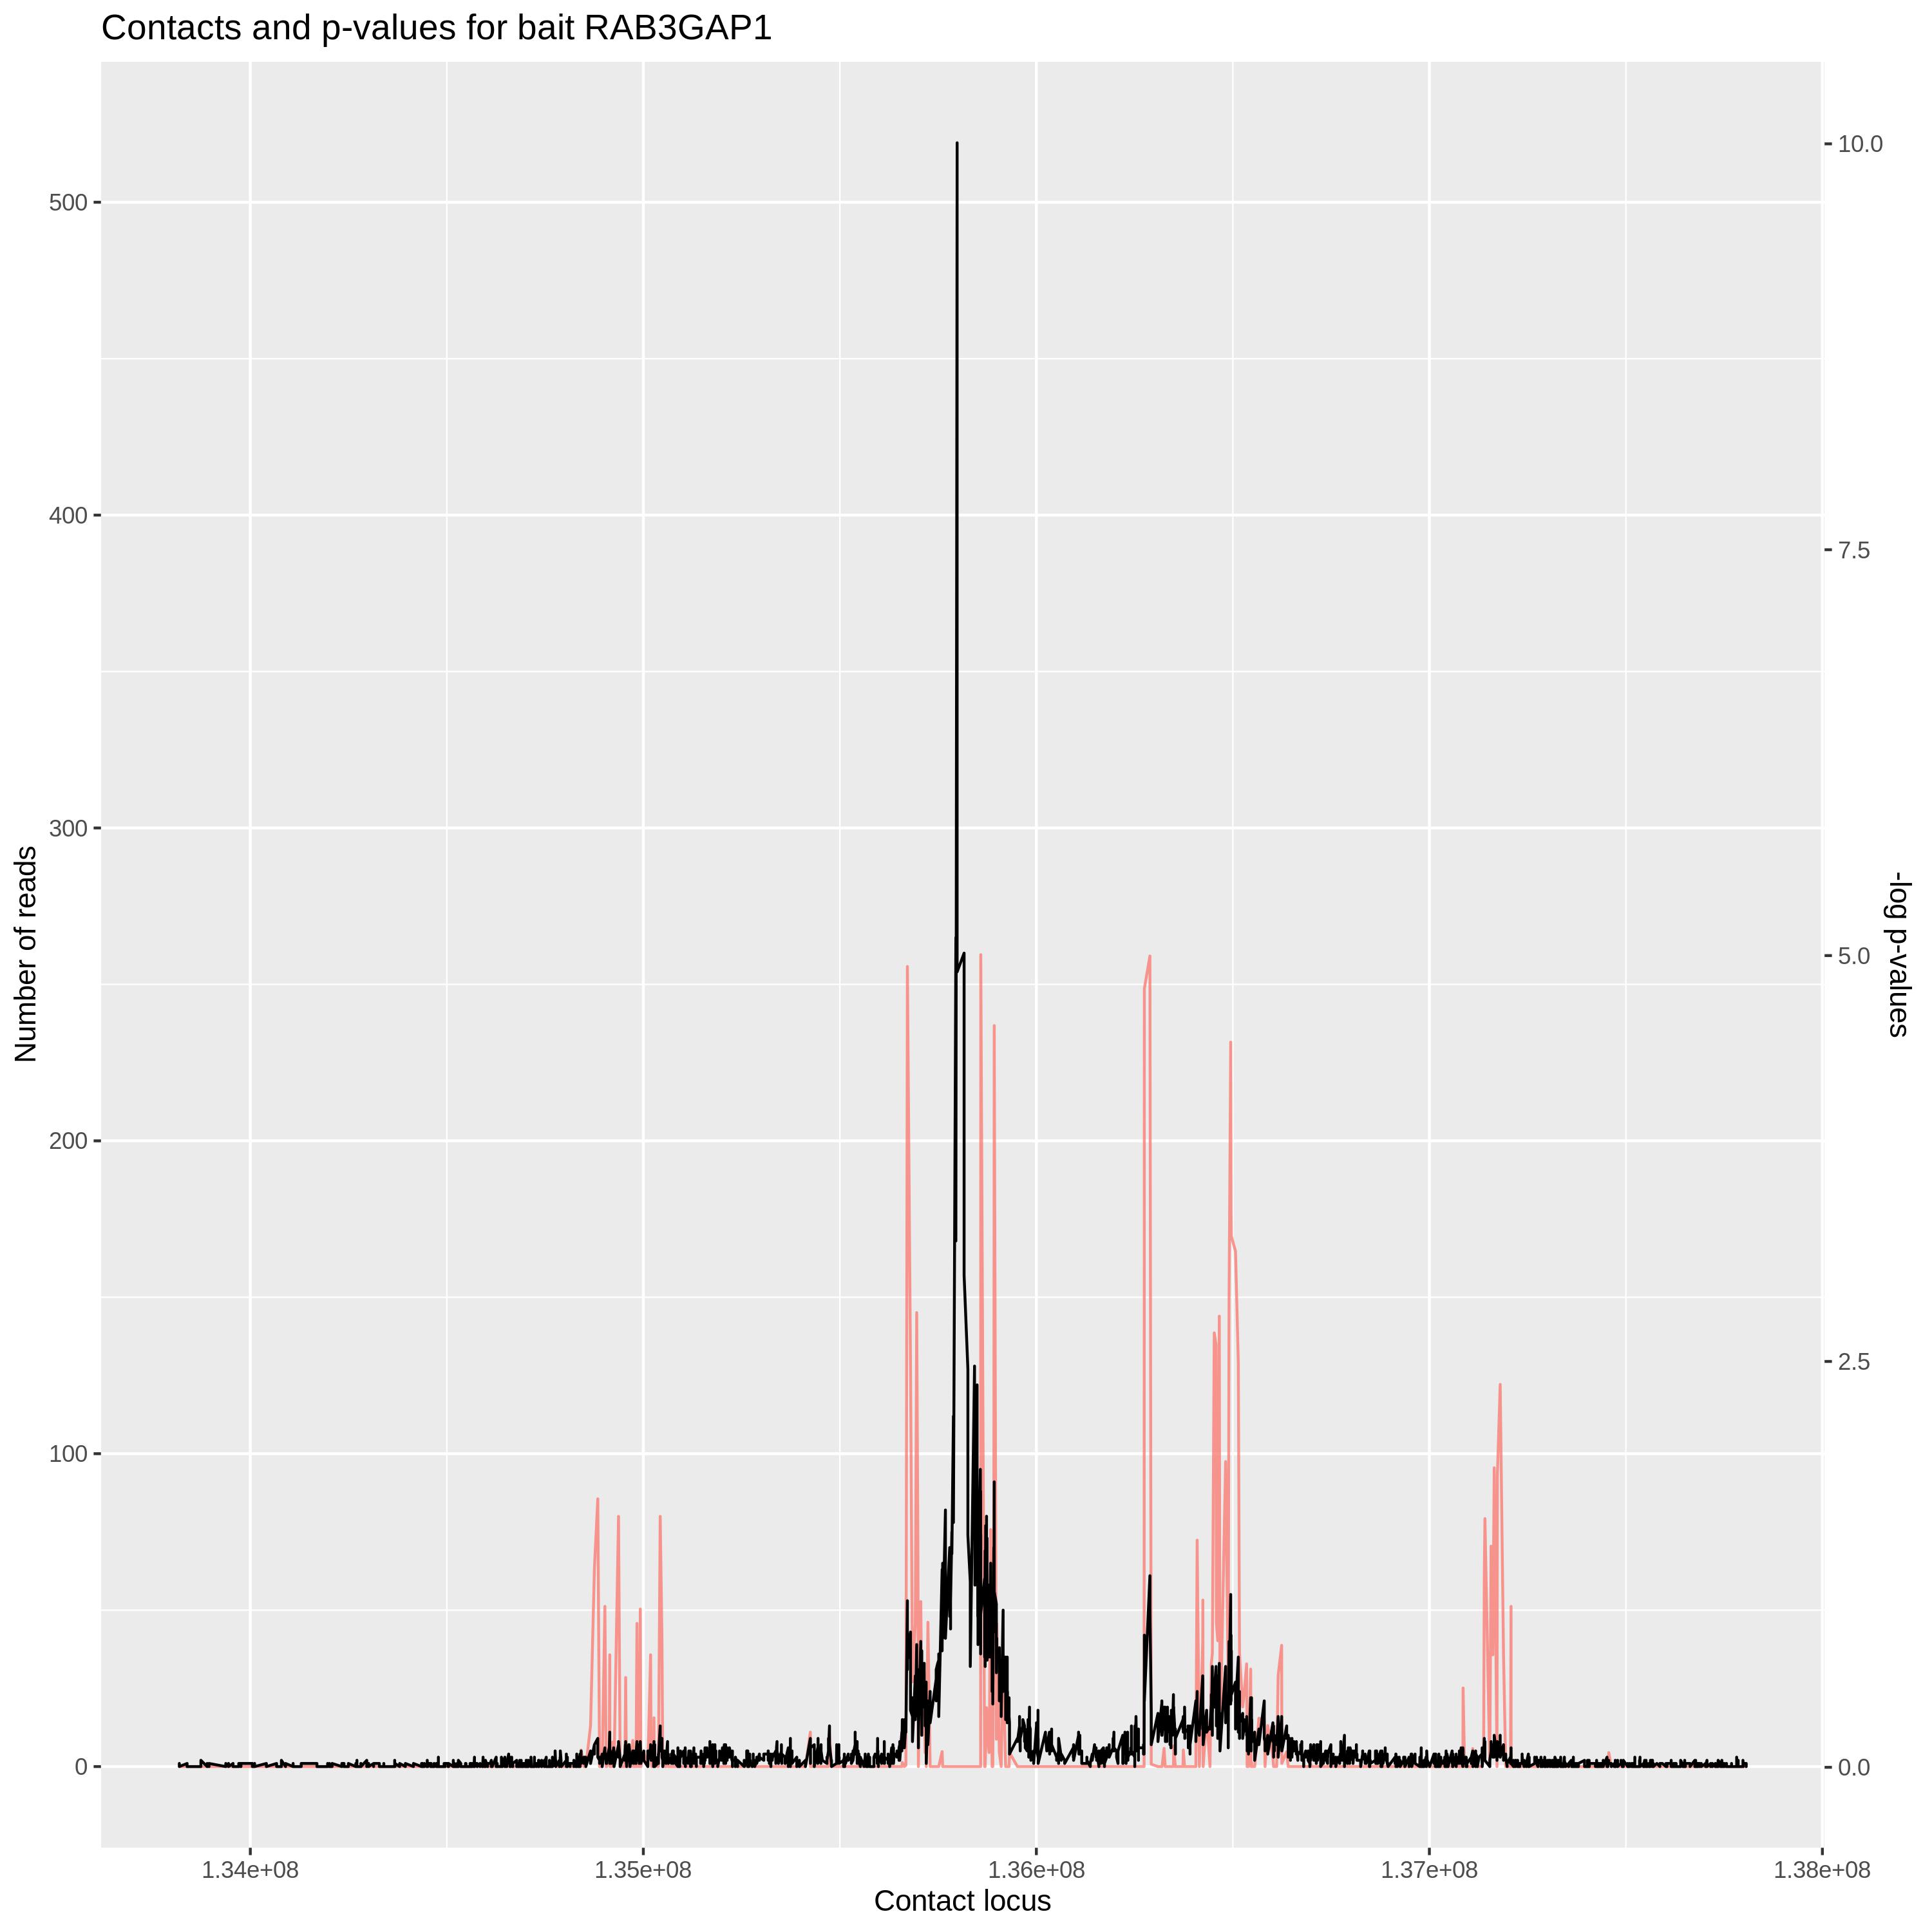 Contacts and p-values for bait RAB3GAP1
500
400
300
200
100
0
Number of reads
10.0
7.5
5.0
2.5
0.0
-log p-values
1.34e+08 1.35e+08 1.36e+08 1.37e+08 1.38e+08
Contact locus